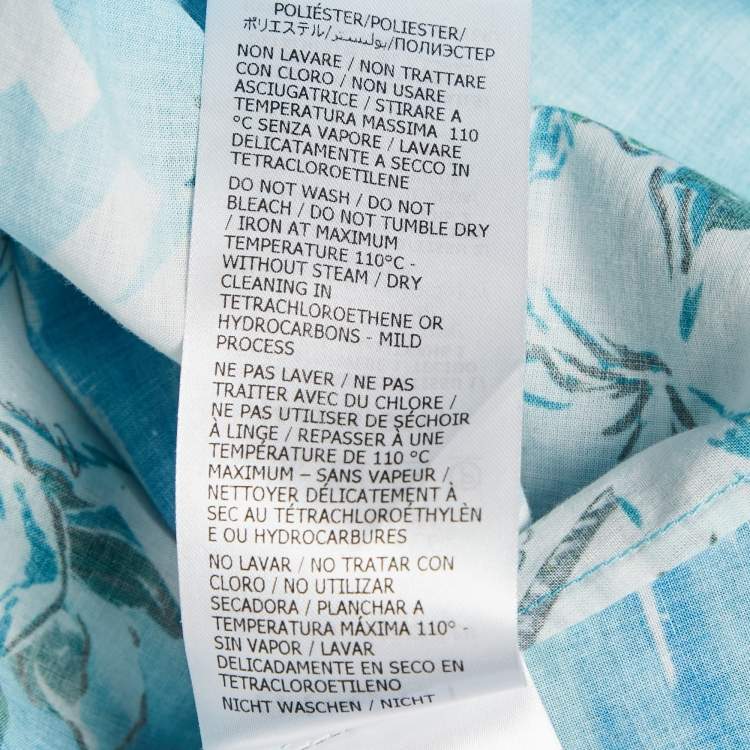 POLIÉSTER/POLIESTER/
ポリエステル/بوليستر/ПОЛИЭСТЕР
NON LAVARE / NON TRATTARE
CON CLORO / NON USARE
ASCIUGATRICE / STIRARE A
TEMPERATURA MASSIMA 110
°C SENZA VAPORE / LAVARE
DELICATAMENTE A SECCO IN
TETRACLOROETILENE
DO NOT WASH / DO NOT
BLEACH / DO NOT TUMBLE DRY
/ IRON AT MAXIMUM
TEMPERATURE 110°C -
WITHOUT STEAM / DRY
CLEANING IN
TETRACHLOROETHENE OR
HYDROCARBONS - MILD
PROCESS
NE PAS LAVER / NE PAS
TRAITER AVEC DU CHLORE /
NE PAS UTILISER DE SÉCHOIR
À LINGE / REPASSER À UNE
TEMPÉRATURE DE 110 °C
MAXIMUM – SANS VAPEUR /
NETTOYER DÉLICATEMENT À
SEC AU TÉTRACHLOROÉTHYLÈN
E OU HYDROCARBURES
NO LAVAR / NO TRATAR CON
CLORO / NO UTILIZAR
SECADORA / PLANCHAR A
TEMPERATURA MÁXIMA 110° -
SIN VAPOR / LAVAR
DELICADAMENTE EN SECO EN
TETRACLOROETILENO
NICHT WASCHEN / NICHT